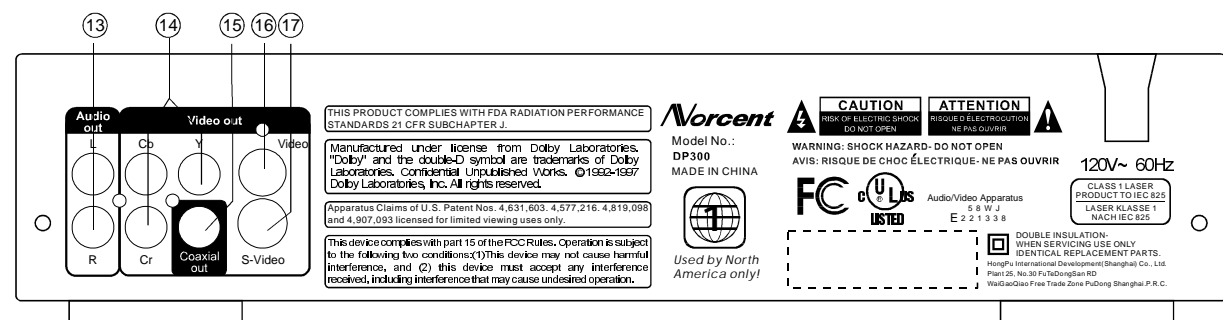 13 14 15 16 17
Audio out
Video out
L
Cb
Y
Video
R
Cr
Coaxial out
S-Video
THIS PRODUCT COMPLIES WITH FDA RADIATION PERFORMANCE
STANDARDS 21 CFR SUBCHAPTER J.
Manufactured under license from Dolby Laboratories.
"Dolby" and the double-D symbol are trademarks of Dolby
Laboratories. Confidential Unpublished Works. ©1992-1997
Dolby Laboratories, Inc. All rights reserved.
Apparatus Claims of U.S. Patent Nos. 4,631,603. 4,577,216. 4,819,098
and 4,907,093 licensed for limited viewing uses only.
This device complies with part 15 of the FCC Rules. Operation is subject
to the following two conditions:(1)This device may not cause harmful
interference, and (2) this device must accept any interference
received, including interference that may cause undesired operation.
Norcent
Model No.:
DP300
MADE IN CHINA
1
Used by North
America only!
CAUTION
RISK OF ELECTRIC SHOCK
DO NOT OPEN
ATTENTION
RISQUE D ÉLECTROCUTION
NE PAS OUVRIR
WARNING: SHOCK HAZARD- DO NOT OPEN
AVIS: RISQUE DE CHOC ÉLECTRIQUE- NE PAS OUVRIR
FC
c UL US
LISTED
Audio/Video Apparatus
58WJ
E221338
120V~ 60Hz
CLASS 1 LASER
PRODUCT TO IEC 825
LASER KLASSE 1
NACH IEC 825
DOUBLE INSULATION-
WHEN SERVICING USE ONLY
IDENTICAL REPLACEMENT PARTS.
HongPu International Development(Shanghai) Co., Ltd.
Plant 25, No.30 FuTeDongSan RD
WaiGaoQiao Free Trade Zone PuDong Shanghai.P.R.C.